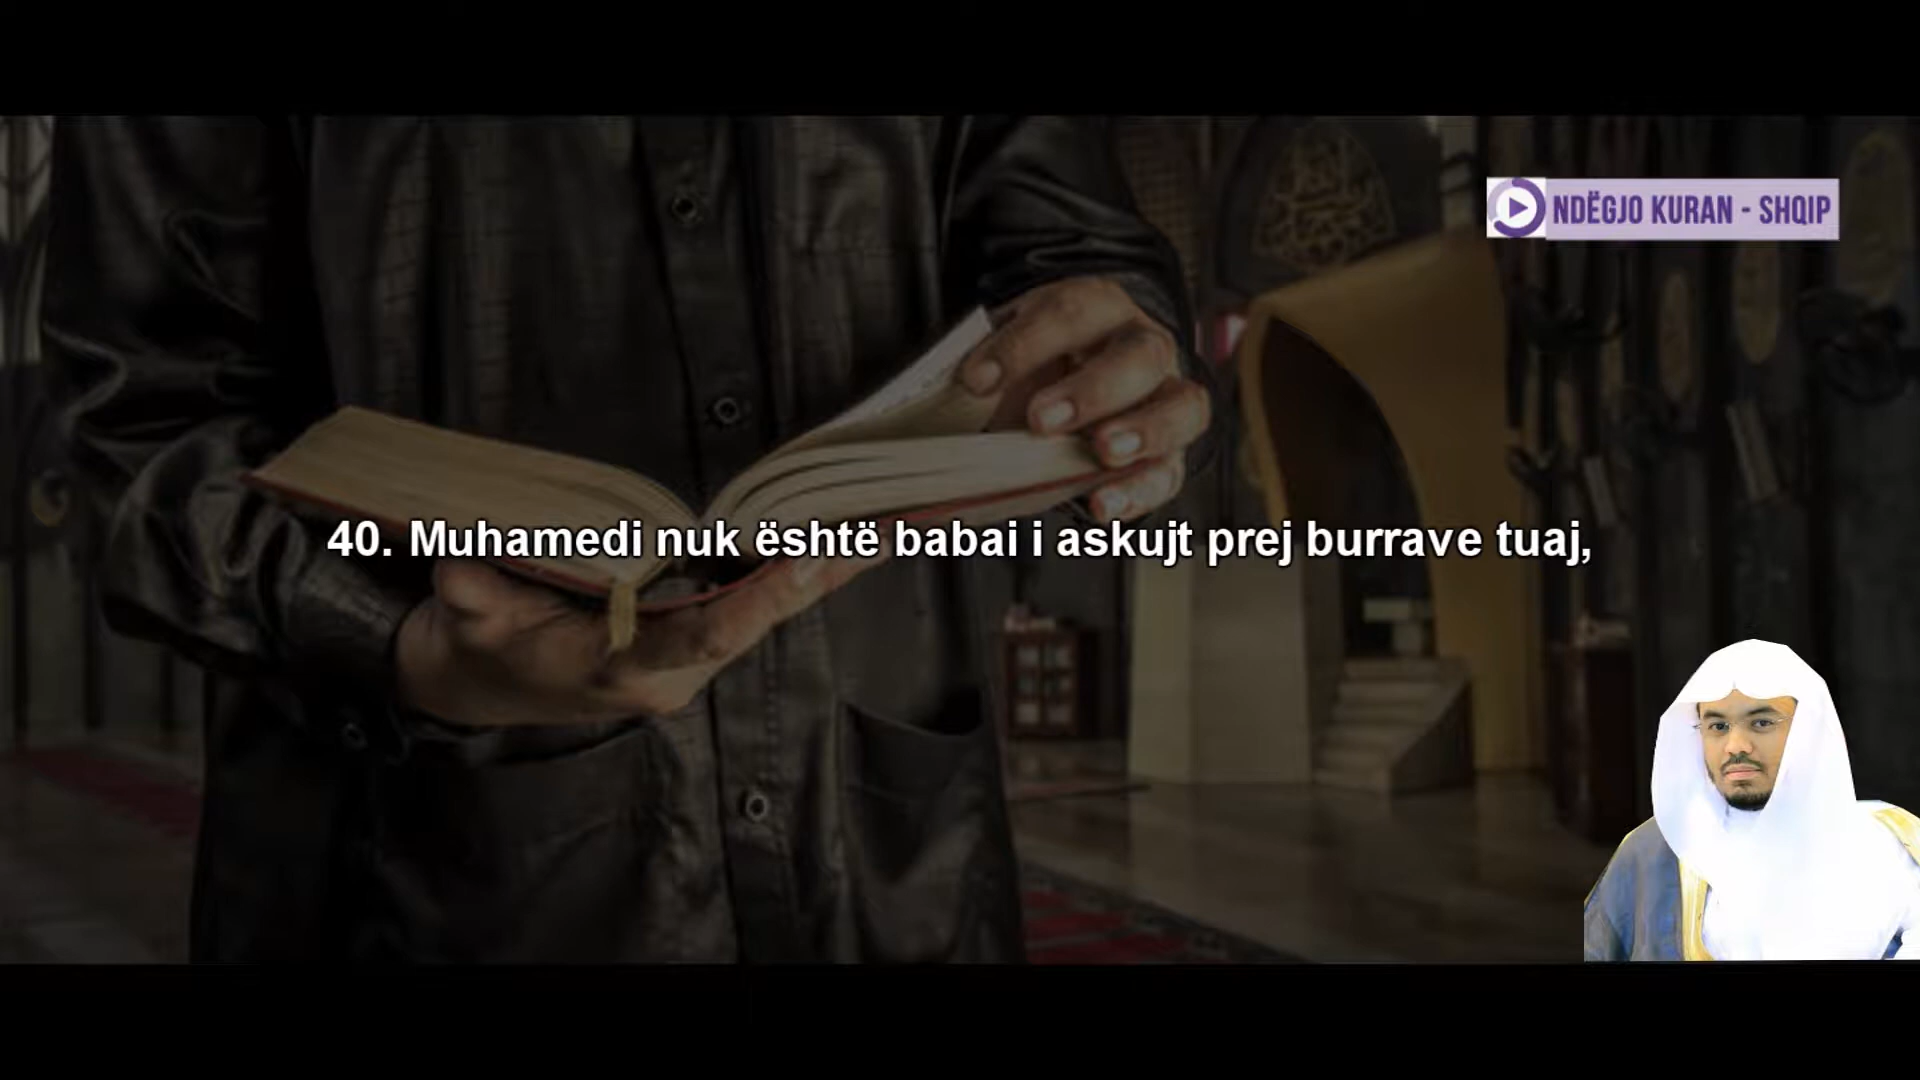 NDËGJO KURAN - SHQIP
40. Muhamedi nuk është babai i askujt prej burrave tuaj,